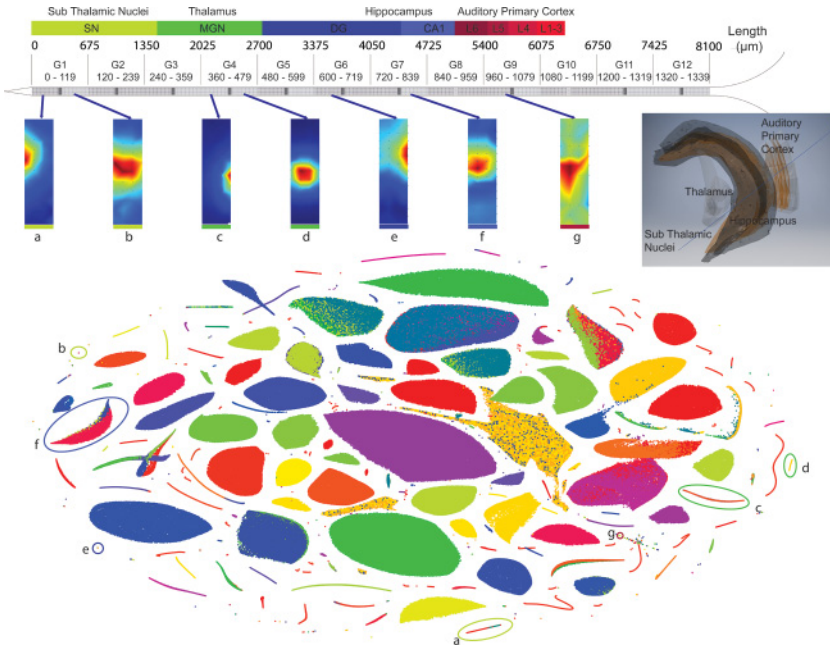 Sub Thalamic Nuclei Thalamus Hippocampus Auditory Primary Cortex
SN MGN DG CA1 L6 L5 L4 L1-3
Length
(µm)
0 675 1350 2025 2700 3375 4050 4725 5400 6075 6750 7425 8100
G1 G2 G3 G4 G5 G6 G7 G8 G9 G10 G11 G12
0 - 119 120 - 239 240 - 359 360 - 479 480 - 599 600 - 719 720 - 839 840 - 959 960 - 1079 1080 - 1199 1200 - 1319 1320 - 1339
Auditory
Primary
Cortex
Thalamus
Hippocampus
Sub Thalamic
Nuclei
a b c d e f g
b
f
d
c
g
e
a